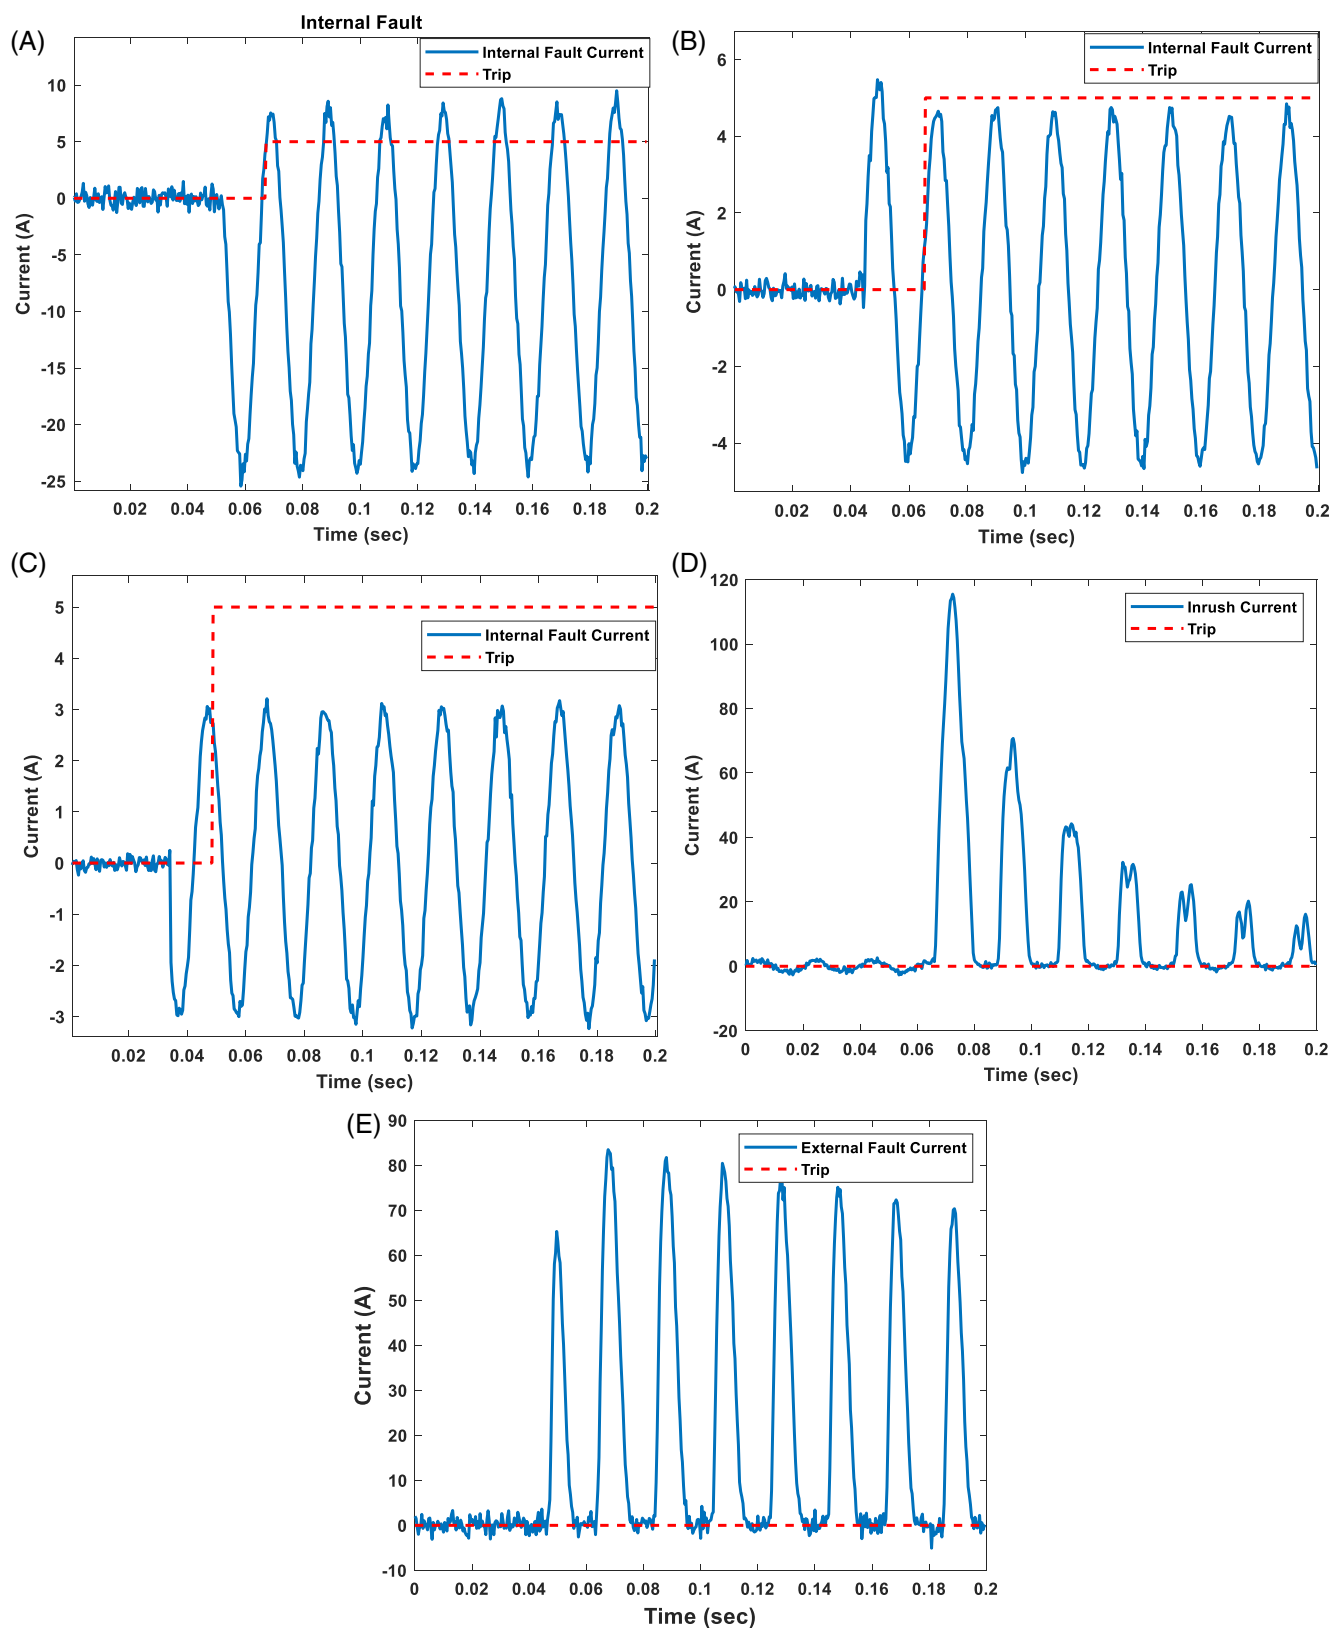 (A)
Internal Fault
Internal Fault Current
Trip
10
5
0
-5
-10
-15
-20
-25
Current (A)
0.02 0.04 0.06 0.08 0.1 0.12 0.14 0.16 0.18 0.2
Time (sec)
(B)
Internal Fault Current
Trip
6
4
2
0
-2
-4
Current (A)
0.02 0.04 0.06 0.08 0.1 0.12 0.14 0.16 0.18 0.2
Time (sec)
(C)
Internal Fault Current
Trip
5
4
3
2
1
0
-1
-2
-3
Current (A)
0.02 0.04 0.06 0.08 0.1 0.12 0.14 0.16 0.18 0.2
Time (sec)
(D)
Inrush Current
Trip
120
100
80
60
40
20
0
-20
Current (A)
0 0.02 0.04 0.06 0.08 0.1 0.12 0.14 0.16 0.18 0.2
Time (sec)
(E)
External Fault Current
Trip
90
80
70
60
50
40
30
20
10
0
-10
Current (A)
0 0.02 0.04 0.06 0.08 0.1 0.12 0.14 0.16 0.18 0.2
Time (sec)